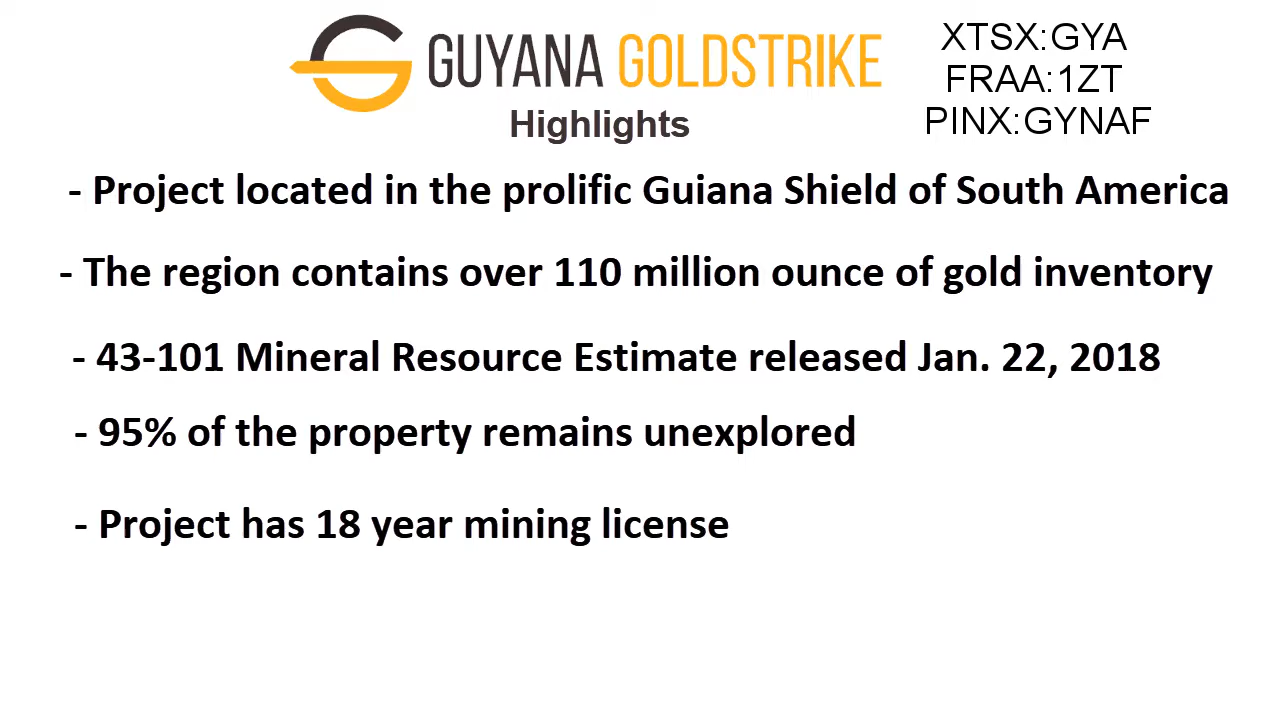 GUYANA GOLDSTRIKE
Highlights
XTSX:GYA
FRAA:1ZT
PINX:GYNAF
- Project located in the prolific Guiana Shield of South America
- The region contains over 110 million ounce of gold inventory
- 43-101 Mineral Resource Estimate released Jan. 22, 2018
- 95% of the property remains unexplored
- Project has 18 year mining license